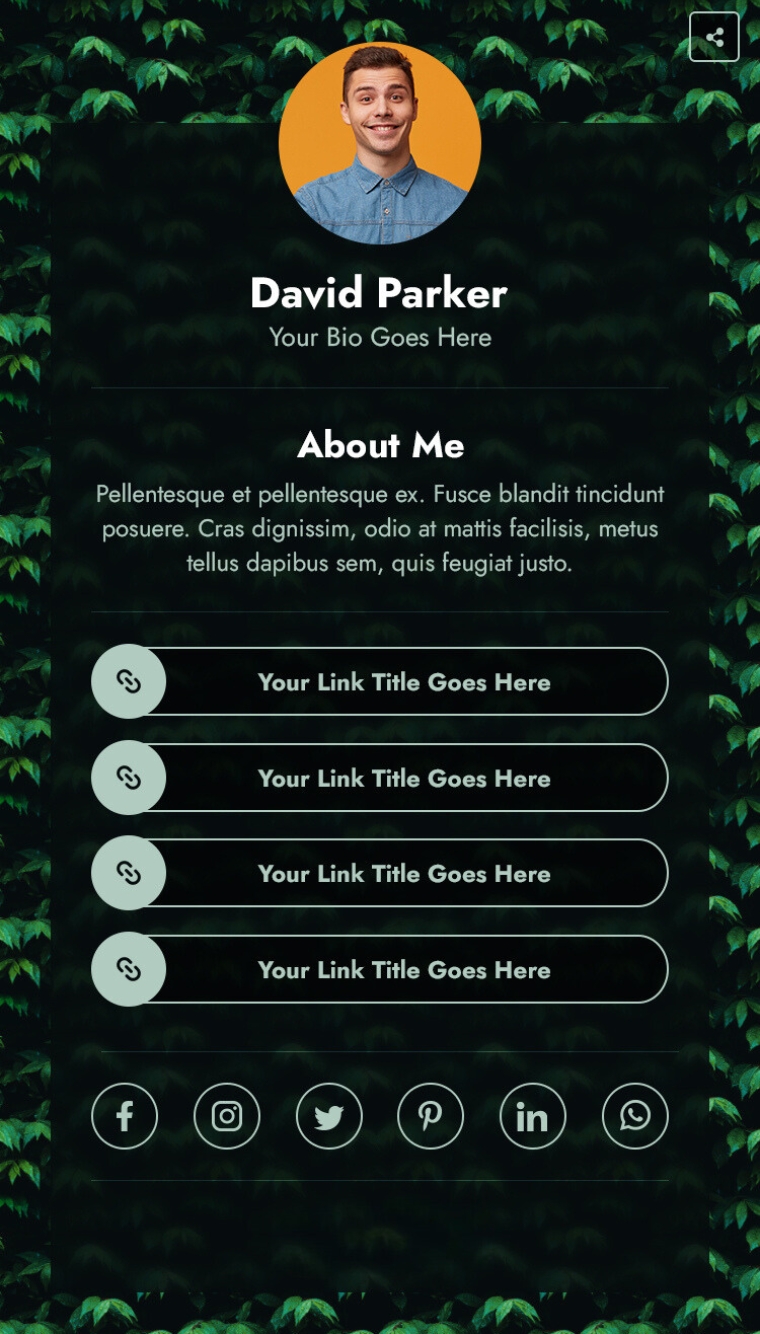 David Parker
Your Bio Goes Here
About Me
Pellentesque et pellentesque ex. Fusce blandit tincidunt
posuere. Cras dignissim, odio at mattis facilisis, metus
tellus dapibus sem, quis feugiat justo.
Your Link Title Goes Here
Your Link Title Goes Here
Your Link Title Goes Here
Your Link Title Goes Here